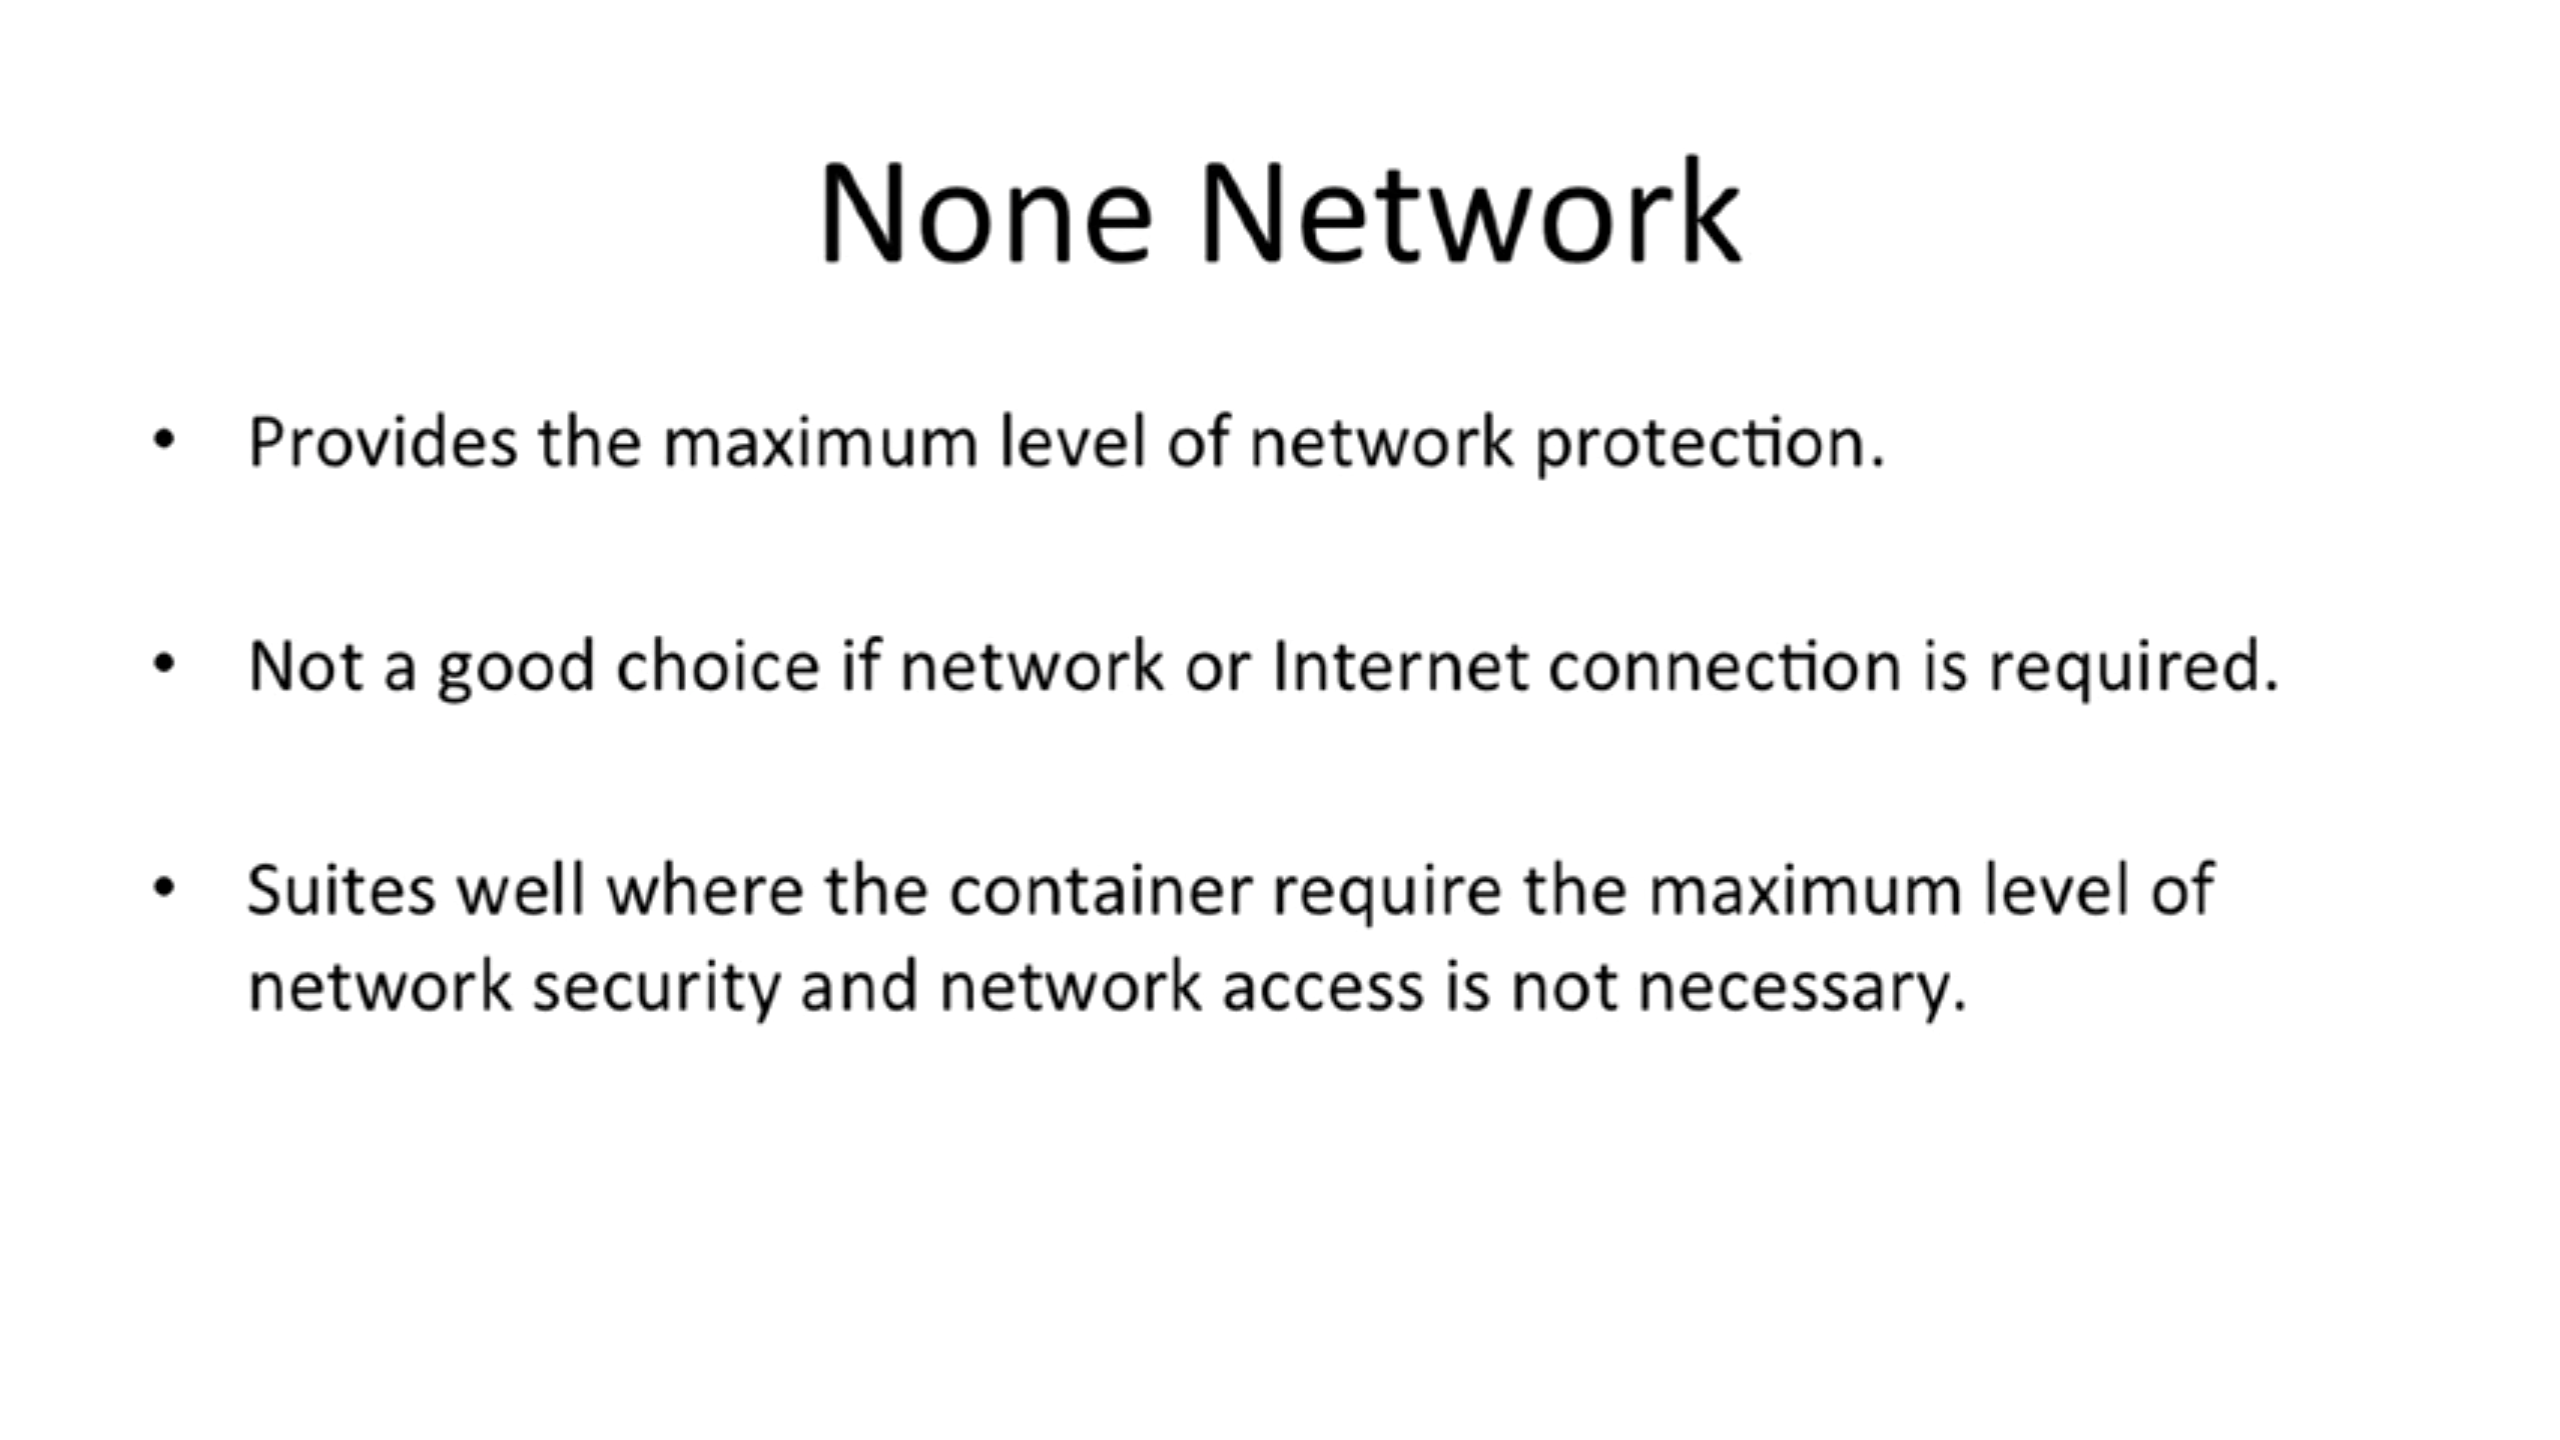 None Network
• Provides the maximum level of network protection.
• Not a good choice if network or Internet connection is required.
• Suites well where the container require the maximum level of
network security and network access is not necessary.